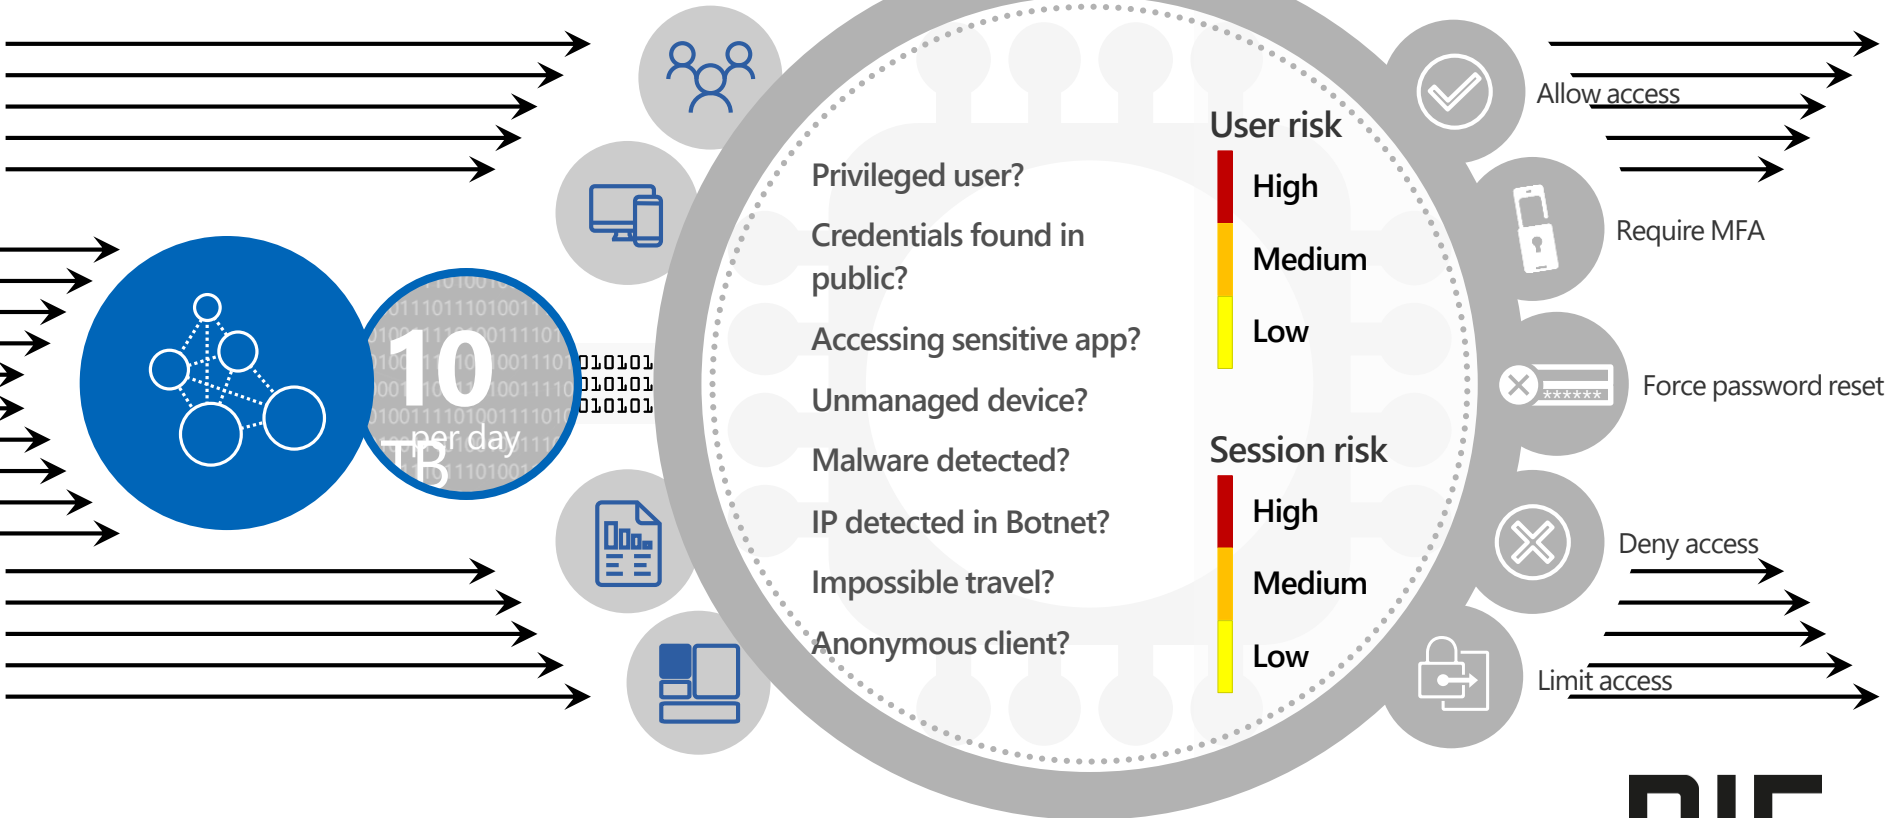 10
TB
per day
010101
010101
010101
Privileged user?
Credentials found in
public?
Accessing sensitive app?
Unmanaged device?
Malware detected?
IP detected in Botnet?
Impossible travel?
Anonymous client?
User risk
High
Medium
Low
Session risk
High
Medium
Low
Allow access
Require MFA
******
Force password reset
Deny access
Limit access